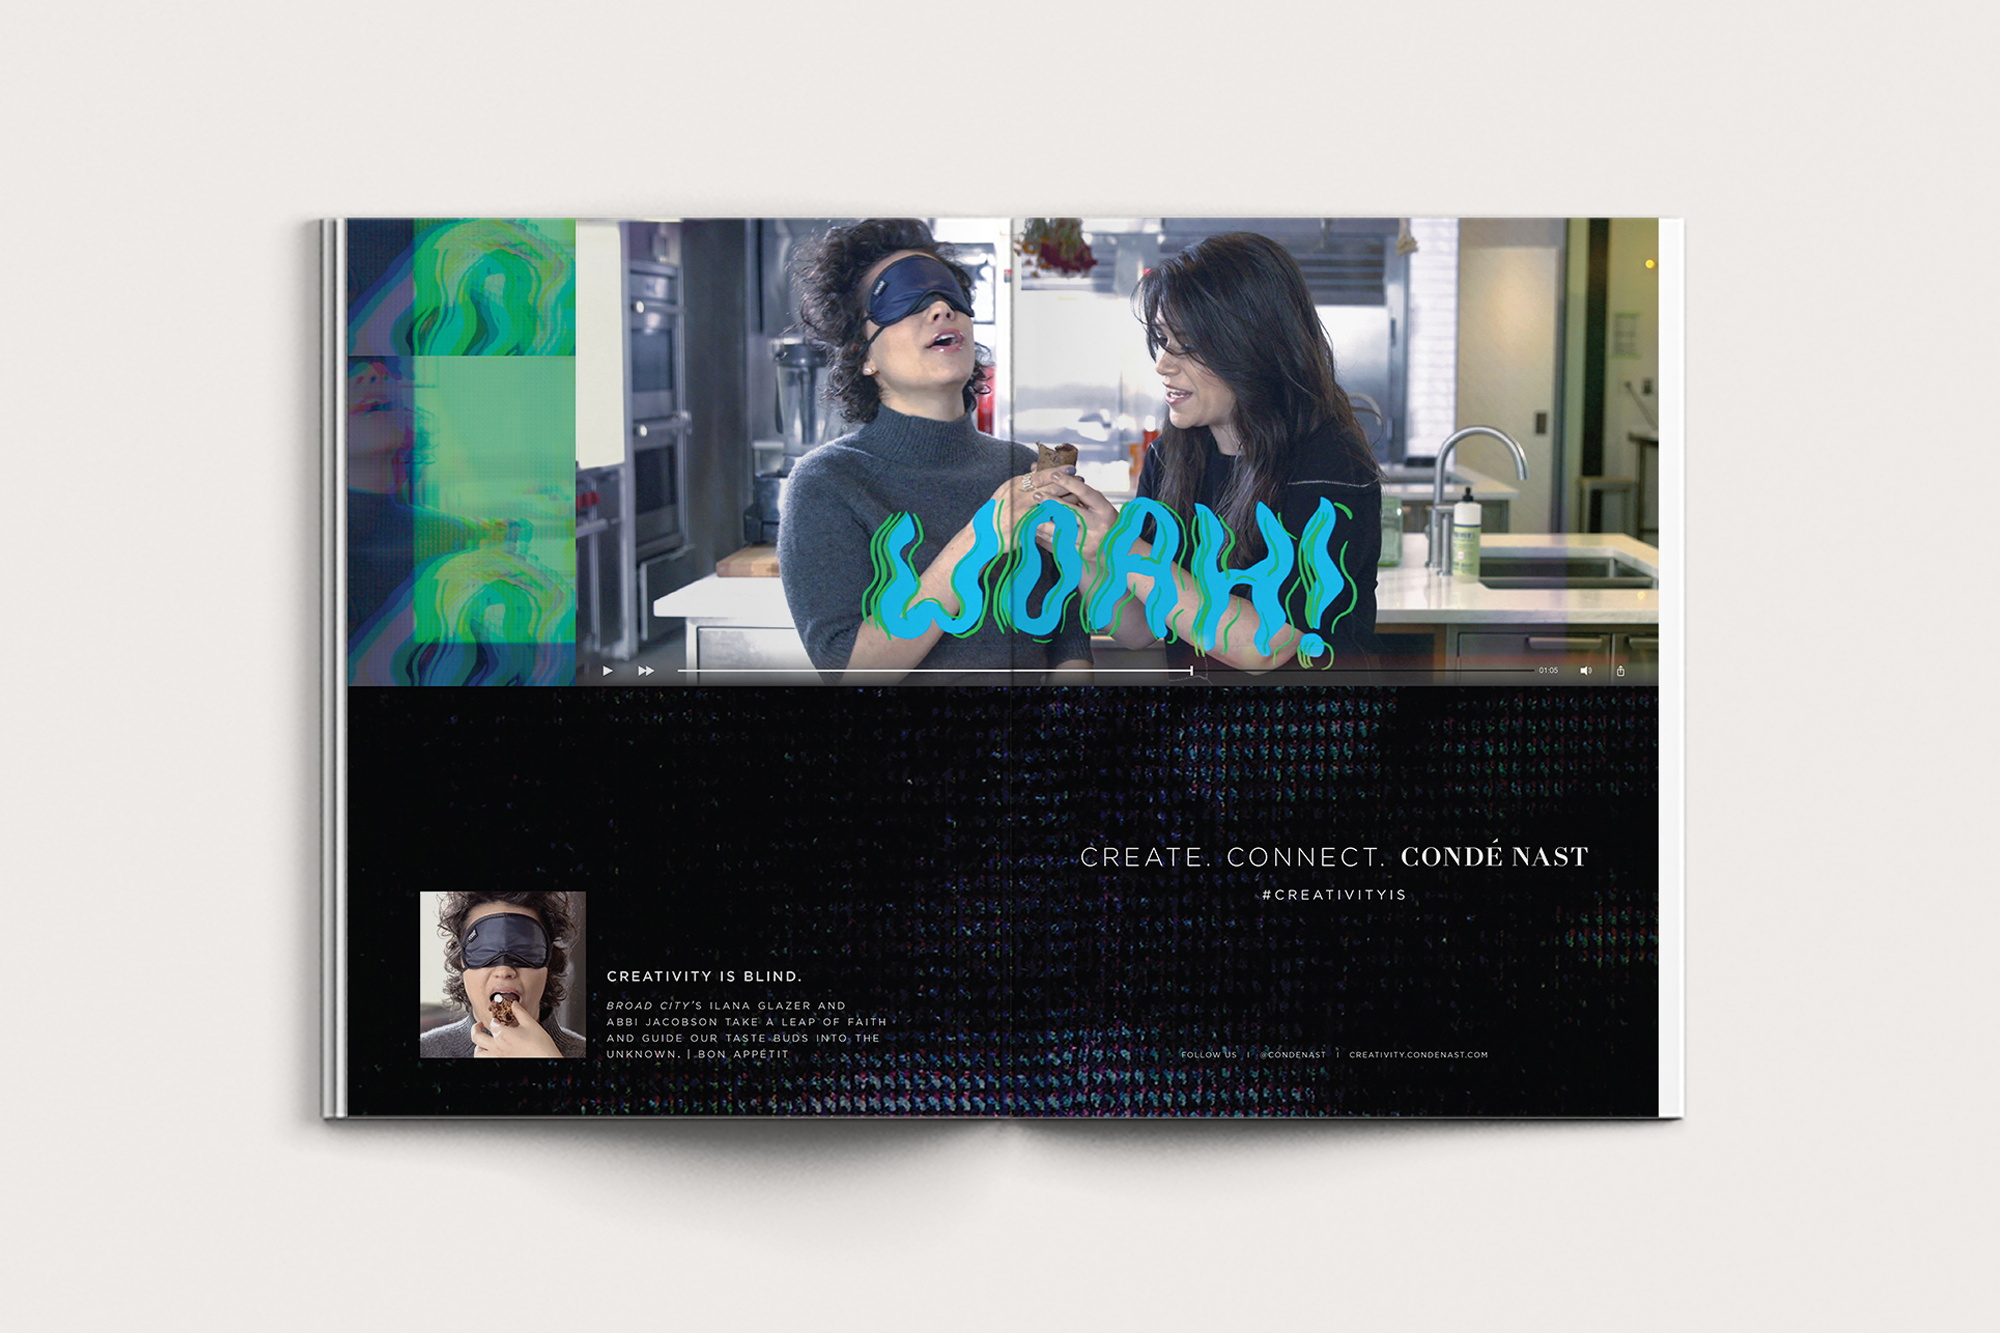 WOAH!
01:05
CREATE. CONNECT. CONDÉ NAST
#CREATIVITYIS
CREATIVITY IS BLIND.
BROAD CITY'S ILANA GLAZER AND
ABBI JACOBSON TAKE A LEAP OF FAITH
AND GUIDE OUR TASTE BUDS INTO THE
UNKNOWN. | BON APPÉTIT
FOLLOW US | @CONDENAST | CREATIVITY.CONDENAST.COM